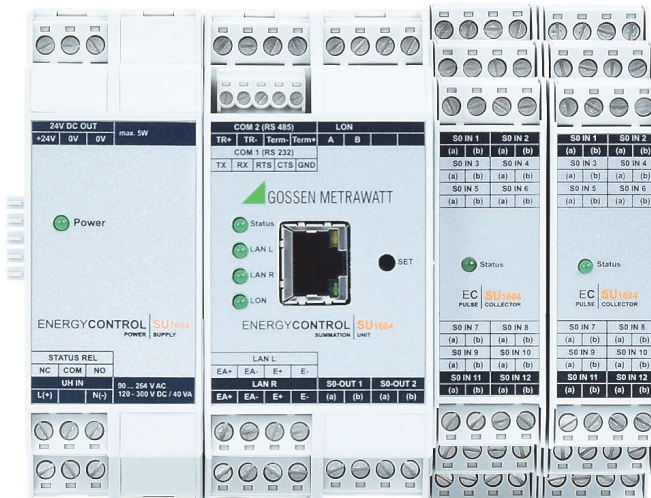 24V DC OUT
max. 5W
+24V 0V 0V
Power
ENERGYCONTROL SU1604
POWER SUPPLY
STATUS REL
NC COM NO
UH IN
L(+) N(-)
90 ... 264 V AC
120 - 300 V DC / 40 VA
COM 2 (RS 485) LON
TR+ TR- Term- Term+ A B
COM 1 (RS 232)
TX RX RTS CTS GND
GOSSEN METRAWATT
Status
LAN L
LAN R
LON
SET
ENERGYCONTROL SU1604
SUMMATION UNIT
LAN L
EA+ EA- E+ E-
LAN R S0-OUT 1 S0-OUT 2
EA+ EA- E+ E- (a) (b) (a) (b)
S0 IN 1 S0 IN 2
(a) (b) (a) (b)
S0 IN 3 S0 IN 4
(a) (b) (a) (b)
S0 IN 5 S0 IN 6
(a) (b) (a) (b)
Status
EC SU1604
PULSE COLLECTOR
S0 IN 7 S0 IN 8
(a) (b) (a) (b)
S0 IN 9 S0 IN 10
(a) (b) (a) (b)
S0 IN 11 S0 IN 12
(a) (b) (a) (b)
S0 IN 1 S0 IN 2
(a) (b) (a) (b)
S0 IN 3 S0 IN 4
(a) (b) (a) (b)
S0 IN 5 S0 IN 6
(a) (b) (a) (b)
Status
EC SU1604
PULSE COLLECTOR
S0 IN 7 S0 IN 8
(a) (b) (a) (b)
S0 IN 9 S0 IN 10
(a) (b) (a) (b)
S0 IN 11 S0 IN 12
(a) (b) (a) (b)